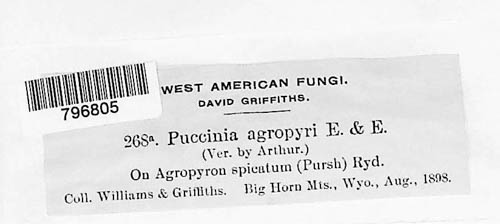 WEST AMERICAN FUNGI.
DAVID GRIFFITHS.
796805
268a. Puccinia agropyri E. & E.
(Ver. by Arthur.)
On Agropyron spicatum (Pursh) Ryd.
Coll. Williams & Griffiths. Big Horn Mts., Wyo., Aug., 1898.